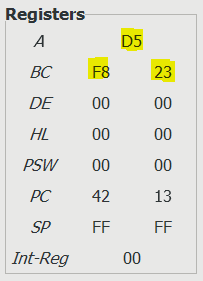 Registers
A D5
BC F8 23
DE 00 00
HL 00 00
PSW 00 00
PC 42 13
SP FF FF
Int-Reg 00